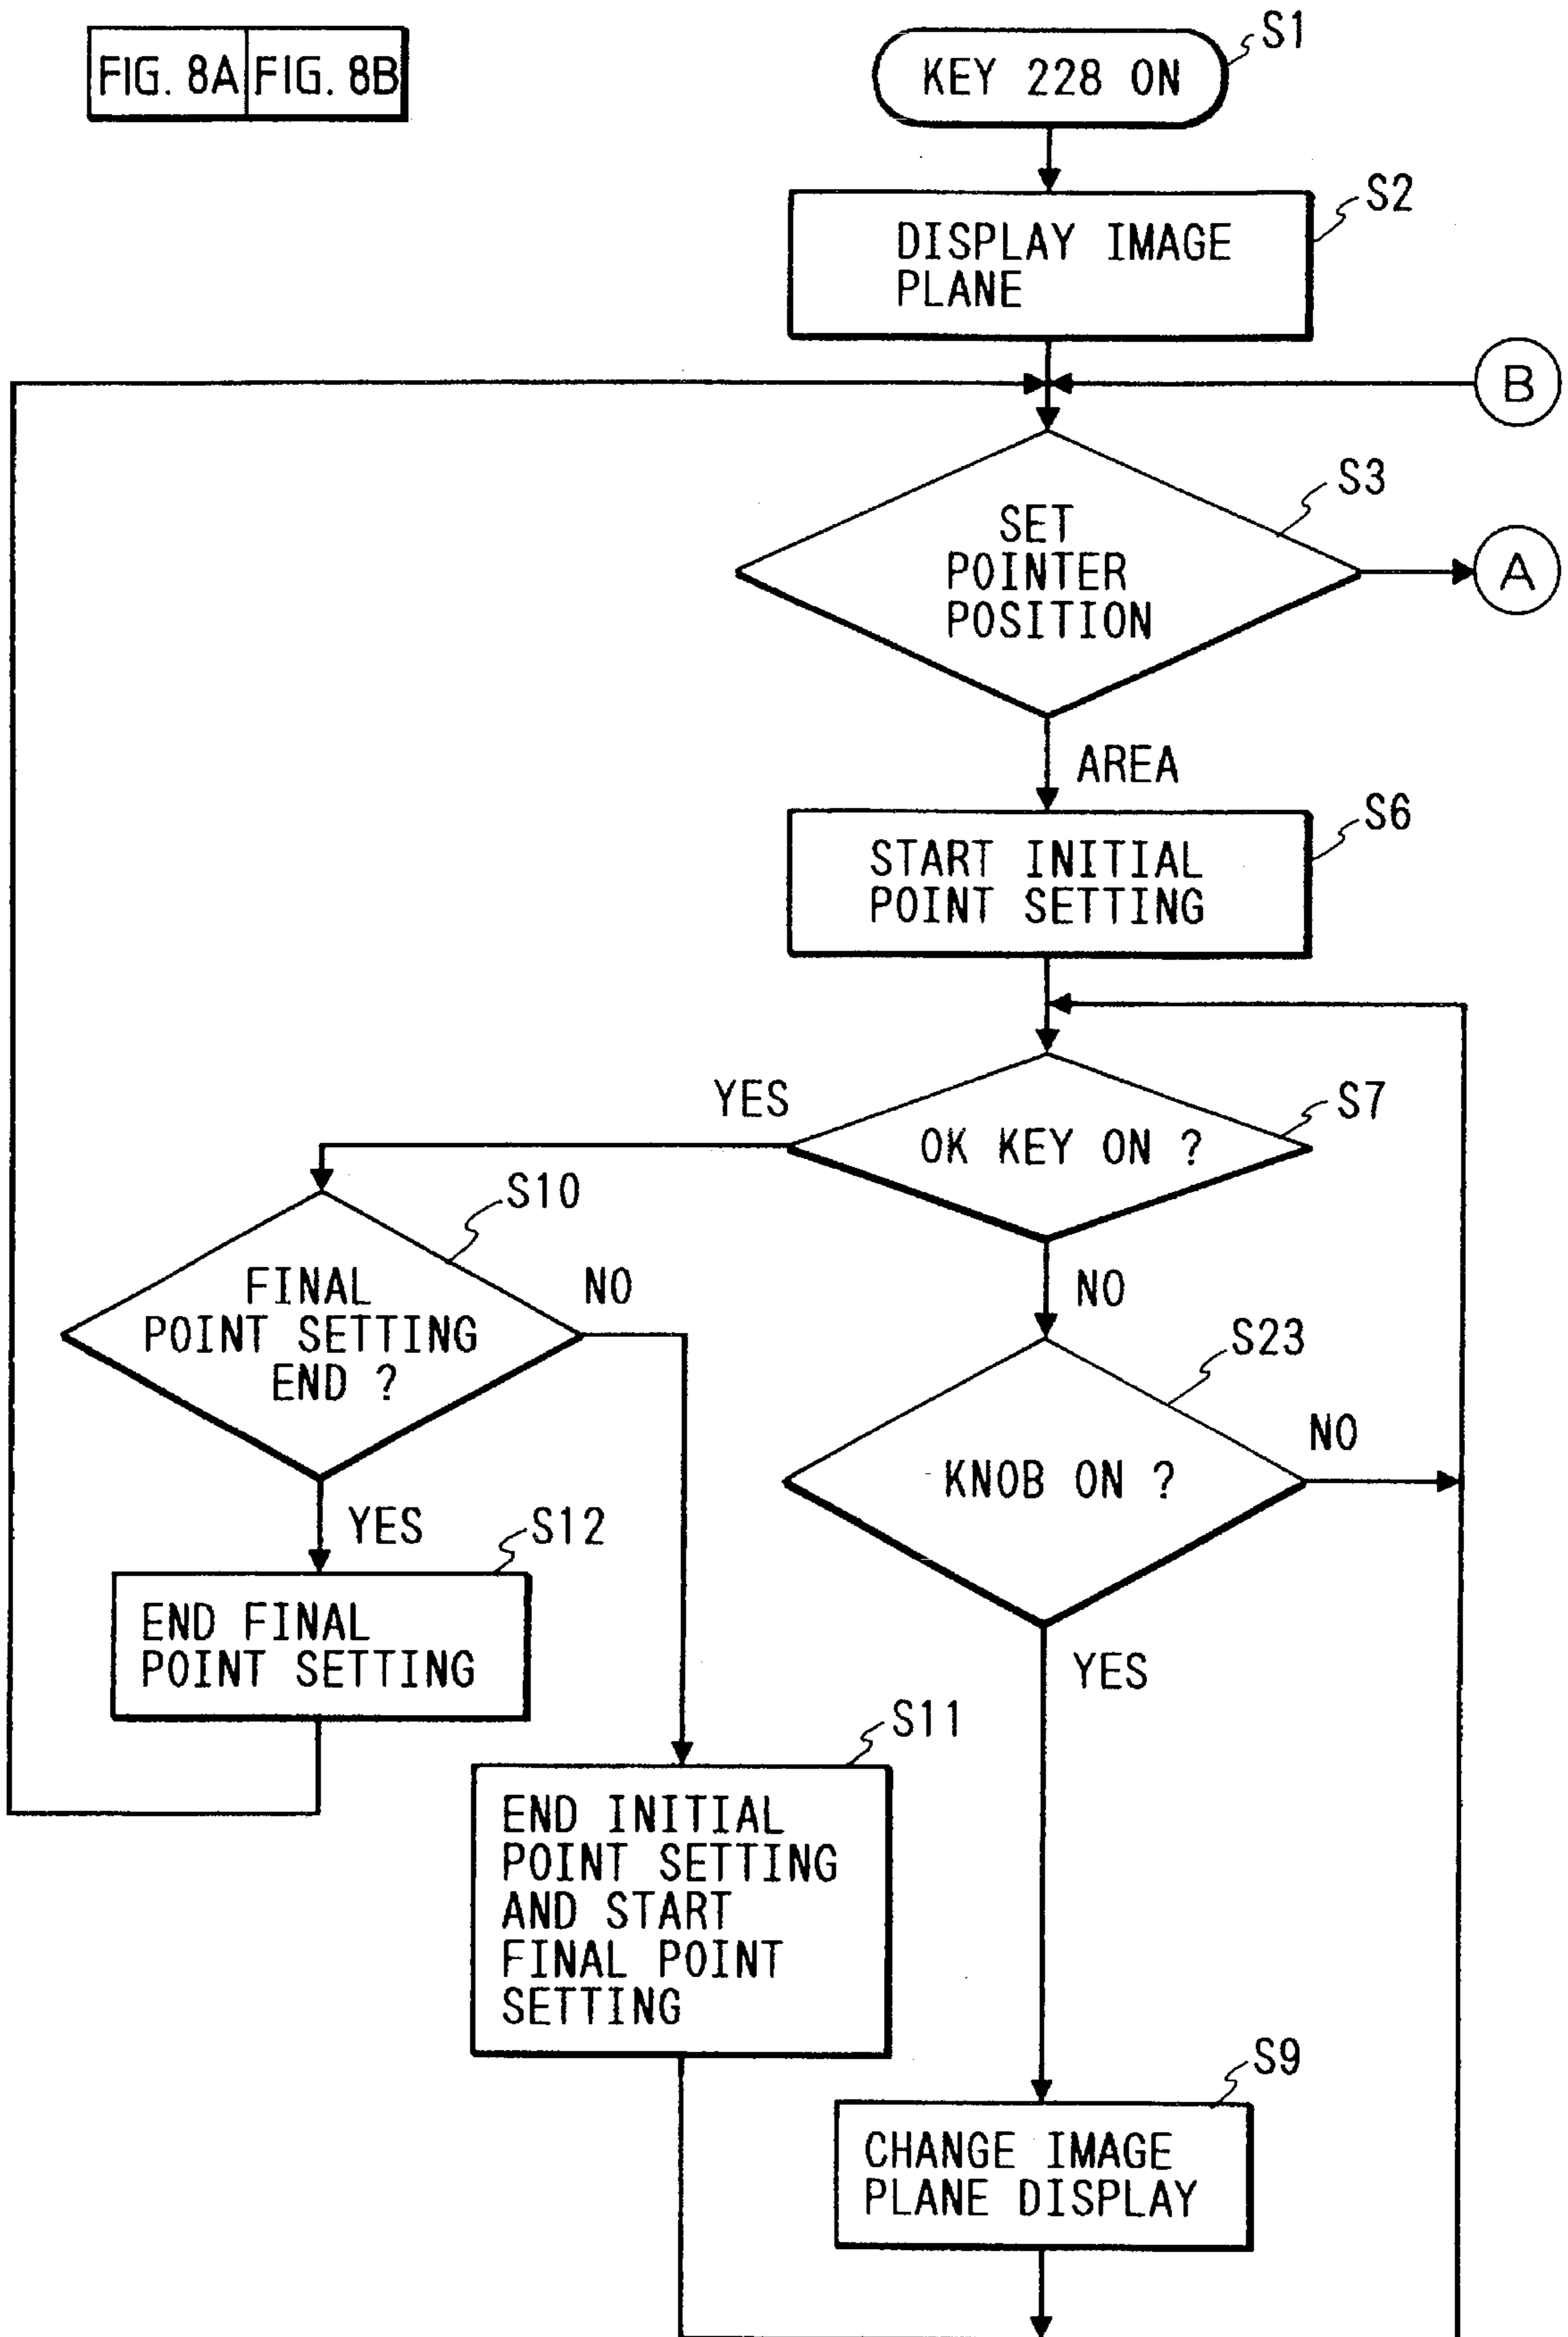 FIG. 8A FIG. 8B
KEY 228 ON
S1
DISPLAY IMAGE
PLANE
S2
B
SET
POINTER
POSITION
S3
A
AREA
START INITIAL
POINT SETTING
S6
YES
OK KEY ON ?
S7
S10
FINAL
POINT SETTING
END ?
NO
NO
S23
KNOB ON ?
NO
YES
S12
END FINAL
POINT SETTING
YES
S11
END INITIAL
POINT SETTING
AND START
FINAL POINT
SETTING
S9
CHANGE IMAGE
PLANE DISPLAY